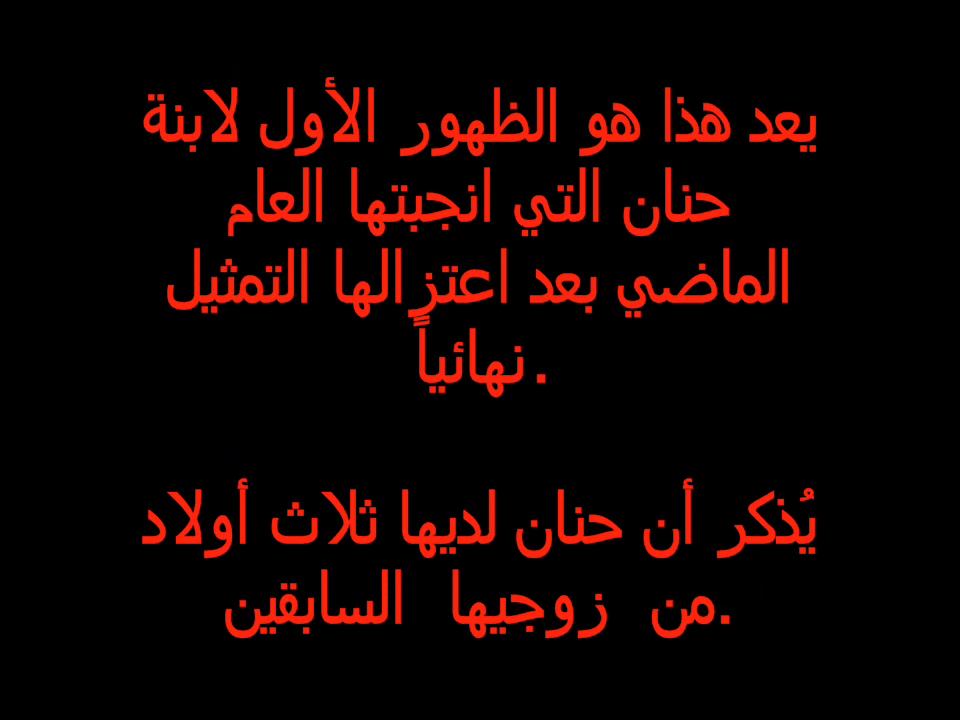 يعد هذا هو الظهور الأول لابنة
حنان التي انجبتها العام
الماضي بعد اعتزالها التمثيل
نهائياً.
يُذكر أن حنان لديها ثلاث أولاد
من زوجيها السابقين.